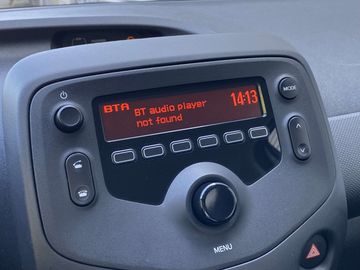 BTA
BT audio player
not found
14:13
MODE
MENU